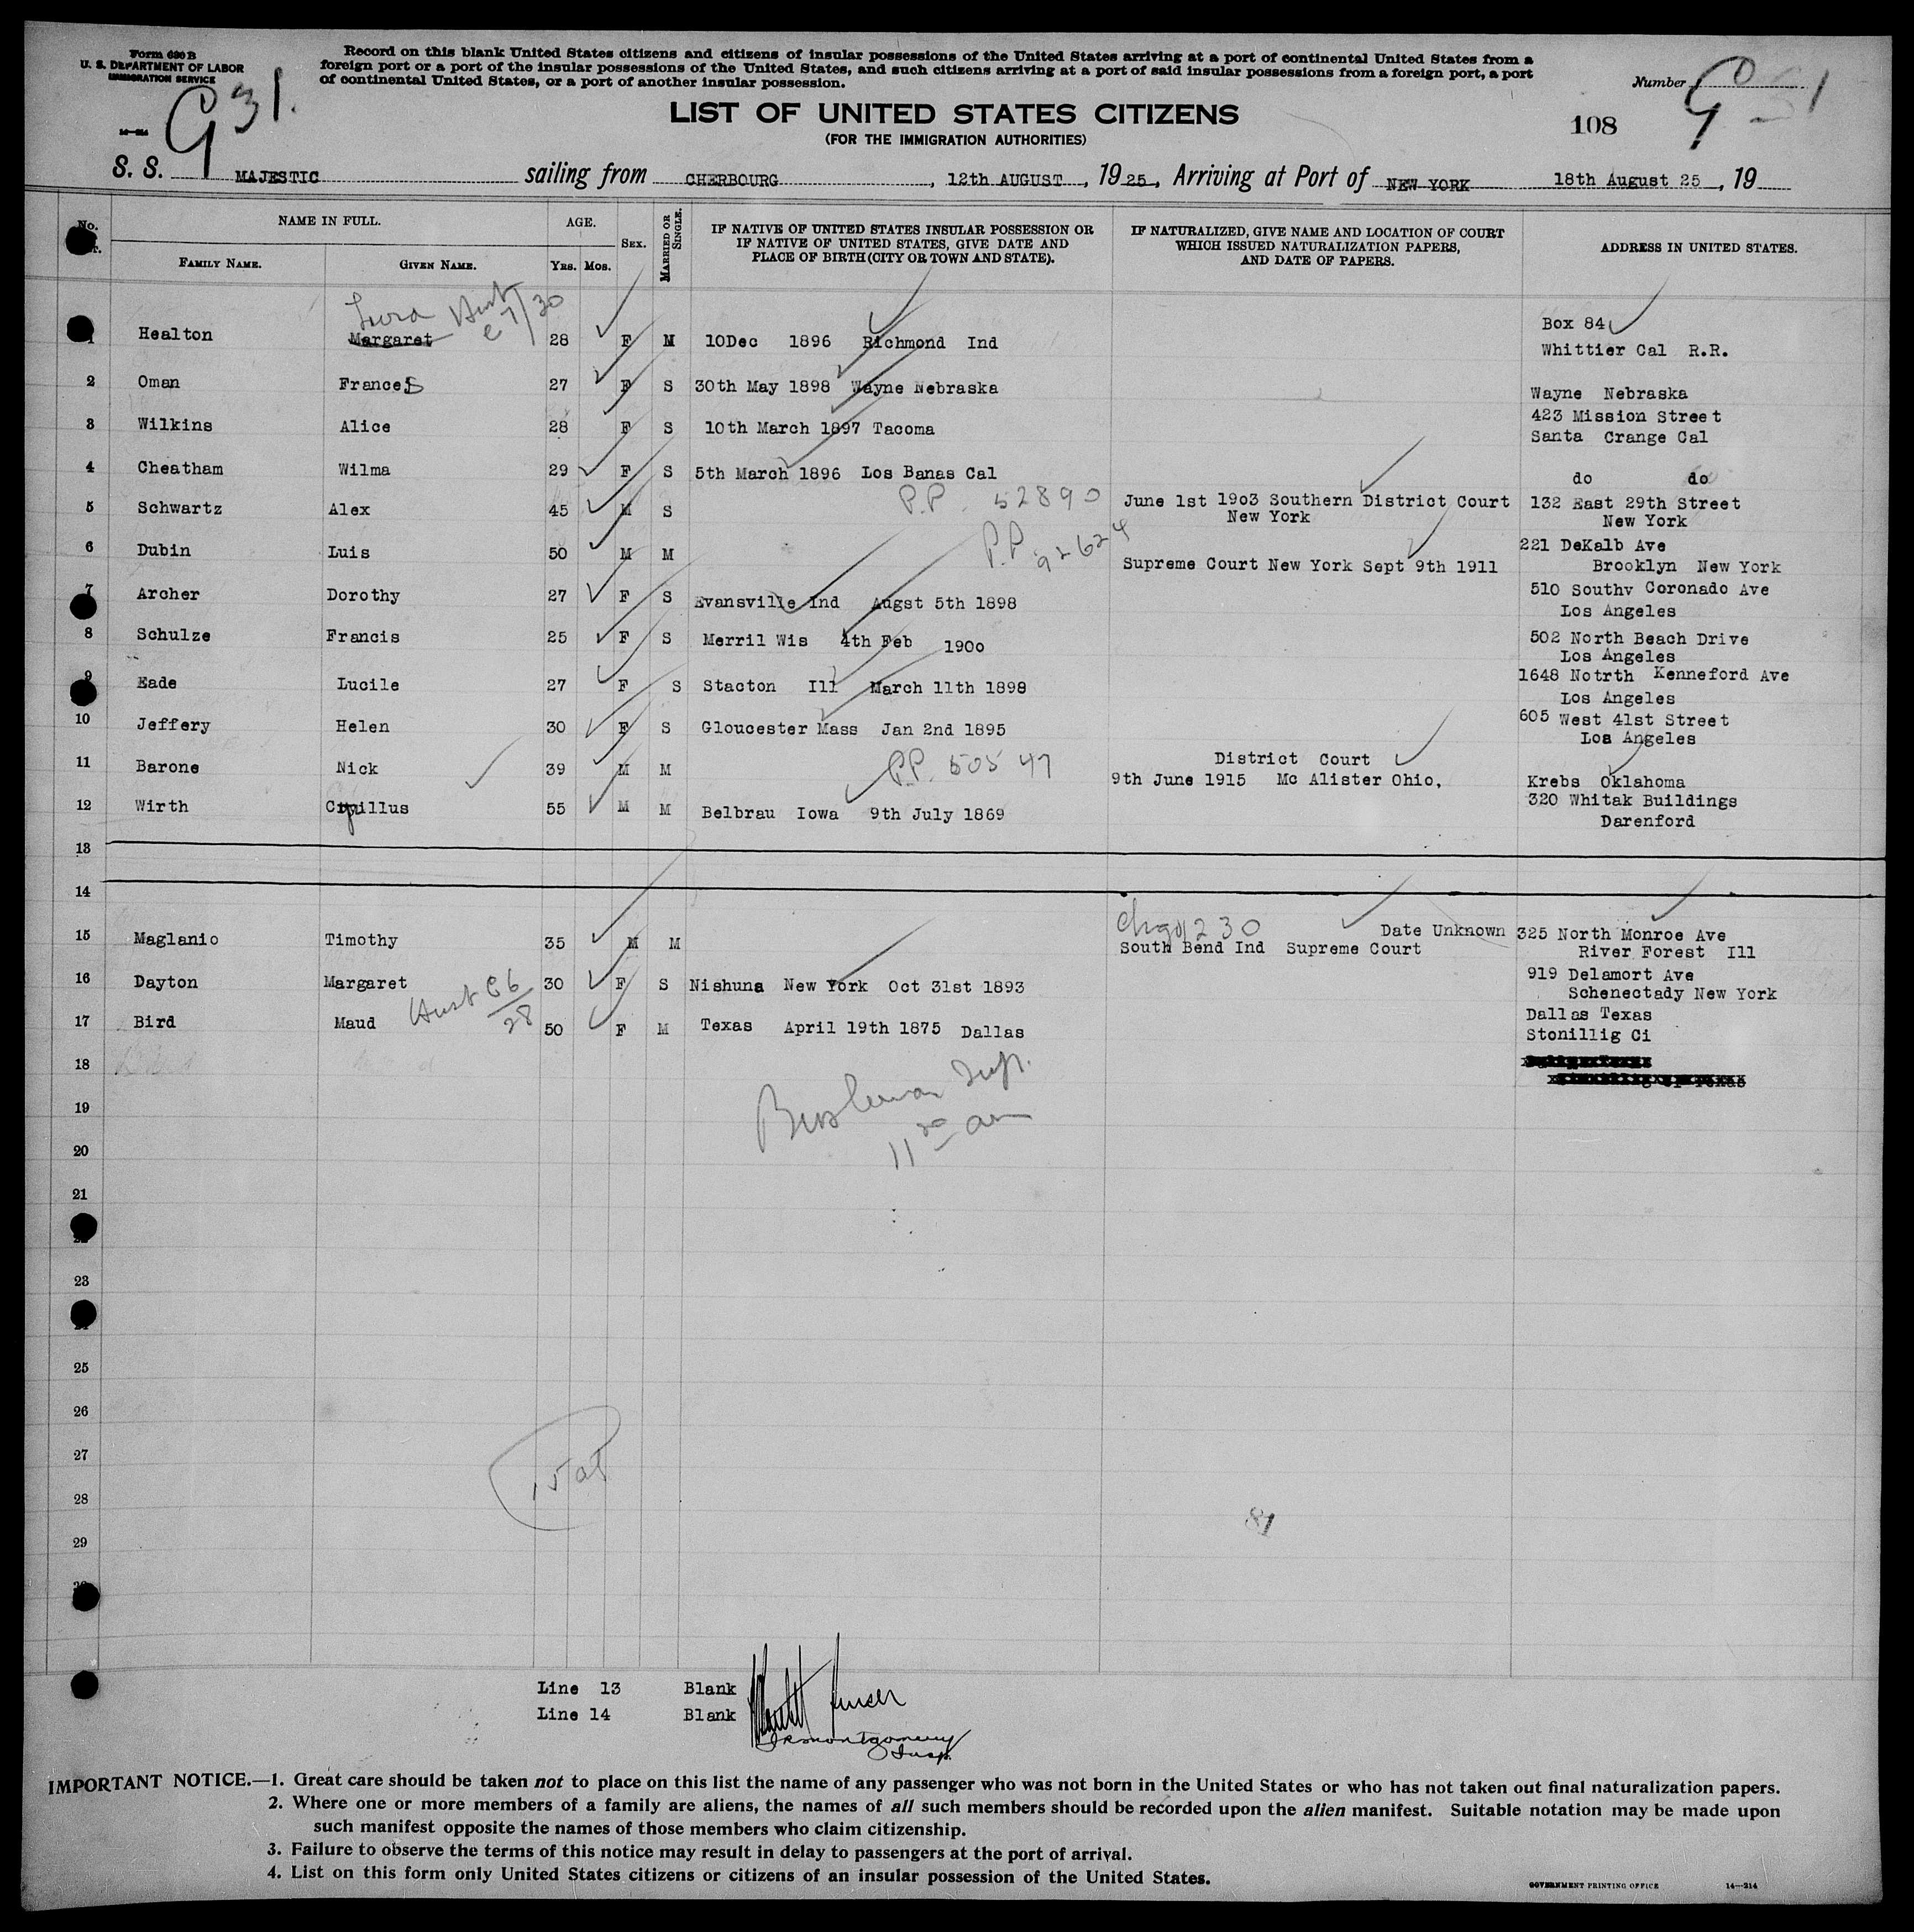 Form 630 B
U. S. DEPARTMENT OF LABOR
IMMIGRATION SERVICE
Record on this blank United States citizens and citizens of insular possessions of the United States arriving at a port of continental United States from a
foreign port or a port of the insular possessions of the United States, and such citizens arriving at a port of said insular possessions from a foreign port, a port
of continental United States, or a port of another insular possession.
Number
G 31.
LIST OF UNITED STATES CITIZENS
(FOR THE IMMIGRATION AUTHORITIES)
108
S. S. MAJESTIC sailing from CHERBOURG, 12th AUGUST, 1925, Arriving at Port of NEW YORK 18th August 25, 19
No.
NAME IN FULL. AGE. SEX. MARRIED OR SINGLE.
FAMILY NAME. GIVEN NAME. YRS. MOS.
IF NATIVE OF UNITED STATES INSULAR POSSESSION OR
IF NATIVE OF UNITED STATES, GIVE DATE AND
PLACE OF BIRTH (CITY OR TOWN AND STATE).
IF NATURALIZED, GIVE NAME AND LOCATION OF COURT
WHICH ISSUED NATURALIZATION PAPERS,
AND DATE OF PAPERS.
ADDRESS IN UNITED STATES.
7/30
Box 84
1 Healton Margaret 28 F M 10Dec 1896 Richmond Ind Whittier Cal R.R.
2 Oman Frances 27 F S 30th May 1898 Wayne Nebraska Wayne Nebraska
423 Mission Street
3 Wilkins Alice 28 F S 10th March 1897 Tacoma Santa Crange Cal
4 Cheatham Wilma 29 F S 5th March 1896 Los Banas Cal do do
P.P. 52890
5 Schwartz Alex 45 M S June 1st 1903 Southern District Court 132 East 29th Street
New York New York
P.P. 92624
6 Dubin Luis 50 M M Supreme Court New York Sept 9th 1911 221 DeKalb Ave
Brooklyn New York
7 Archer Dorothy 27 F S Evansville Ind Augst 5th 1898 510 Southv Coronado Ave
Los Angeles
8 Schulze Francis 25 F S Merril Wis 4th Feb 1900 502 North Beach Drive
Los Angeles
9 Eade Lucile 27 F S Stacton Ill March 11th 1898 1648 Notrth Kenneford Ave
Los Angeles
10 Jeffery Helen 30 F S Gloucester Mass Jan 2nd 1895 605 West 41st Street
Loa Angeles
P.P. 50547
District Court
11 Barone Nick 39 M M 9th June 1915 Mc Alister Ohio, Krebs Oklahoma
12 Wirth Cyrillus 55 M M Belbrau Iowa 9th July 1869 320 Whitak Buildings
Darenford
13
14
1230
Date Unknown
15 Maglanio Timothy 35 M M South Bend Ind Supreme Court 325 North Monroe Ave
River Forest Ill
16 Dayton Margaret 30 F S Nishuna New York Oct 31st 1893 919 Delamort Ave
Schenectady New York
17 Bird Maud 50 F M Texas April 19th 1875 Dallas Dallas Texas
Stonillig Ci
18
19
11 am
20
21
23
25
26
27
28
29
Line 13 Blank
Line 14 Blank
Montgomery
Insp.
IMPORTANT NOTICE.—1. Great care should be taken not to place on this list the name of any passenger who was not born in the United States or who has not taken out final naturalization papers.
2. Where one or more members of a family are aliens, the names of all such members should be recorded upon the alien manifest. Suitable notation may be made upon
such manifest opposite the names of those members who claim citizenship.
3. Failure to observe the terms of this notice may result in delay to passengers at the port of arrival.
4. List on this form only United States citizens or citizens of an insular possession of the United States.
GOVERNMENT PRINTING OFFICE 14—314